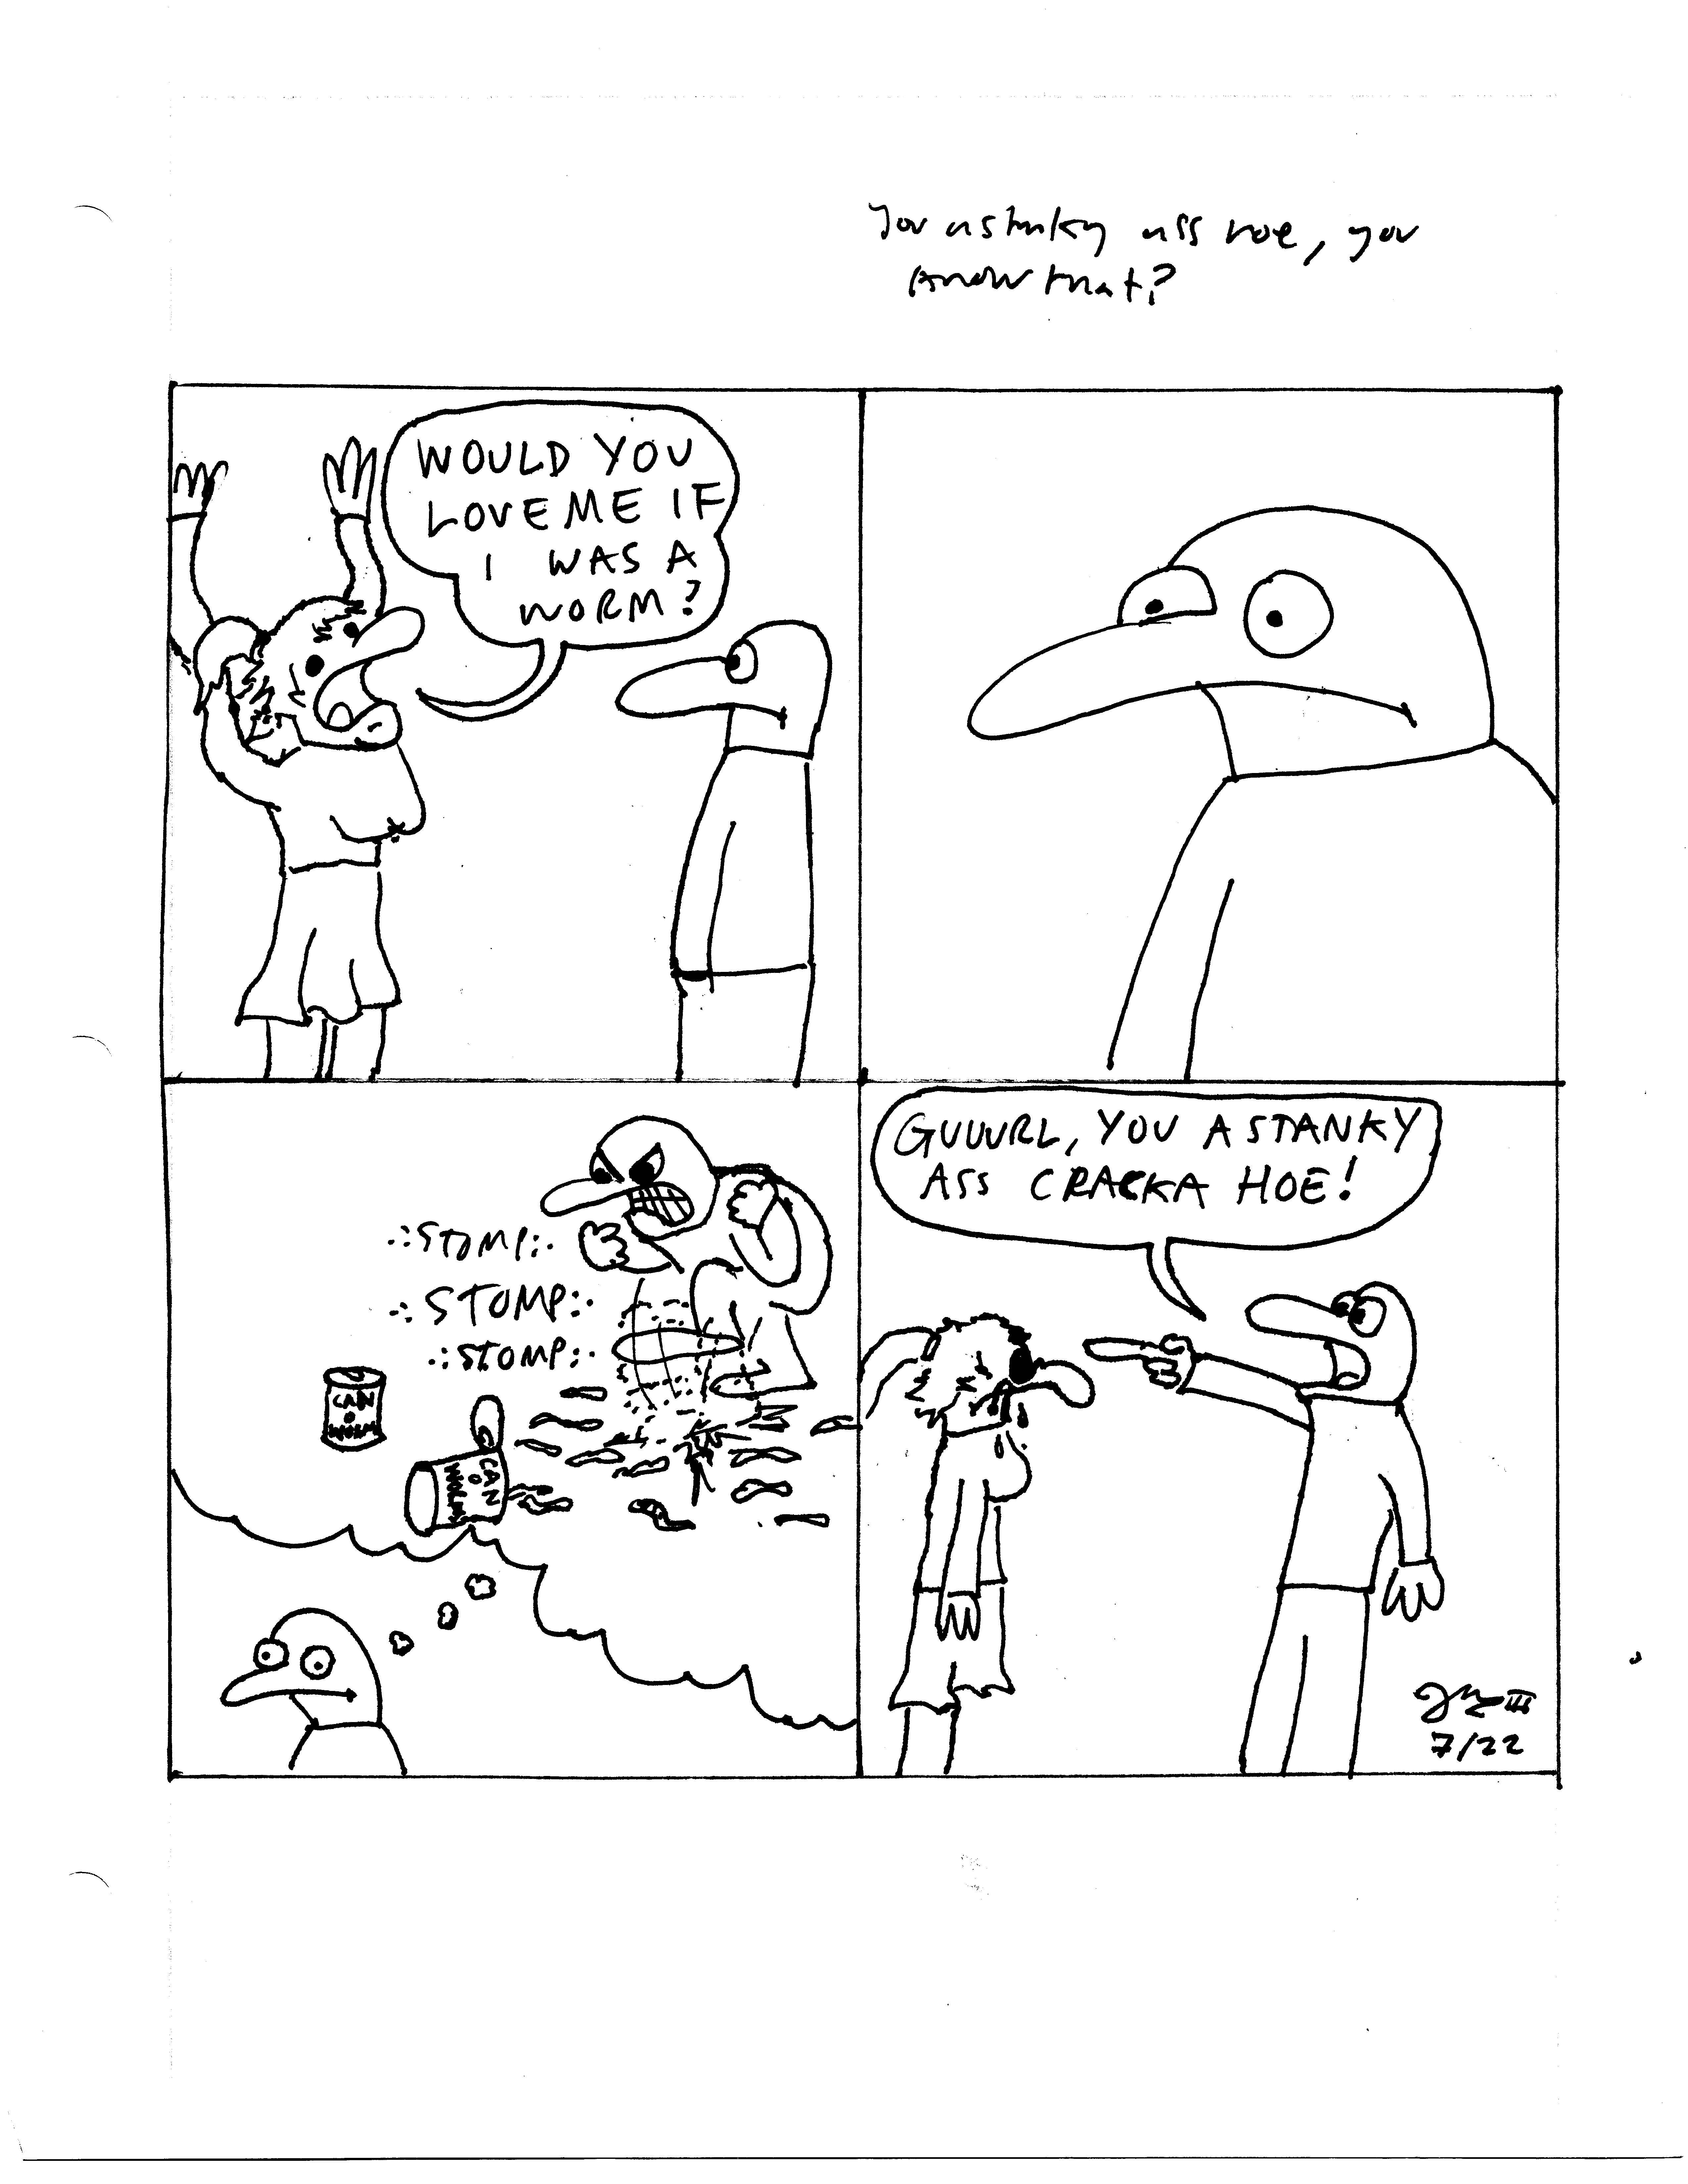 You a stanky ass hoe, you
know that?
WOULD YOU
LOVE ME IF
I WAS A
WORM?
.:STOMP:.
.:STOMP:.
.:STOMP:.
CAN
O
WORMS
CAN
O
WORMS
GUUURL, YOU A STANKY
ASS CRACKA HOE!
III
7/22